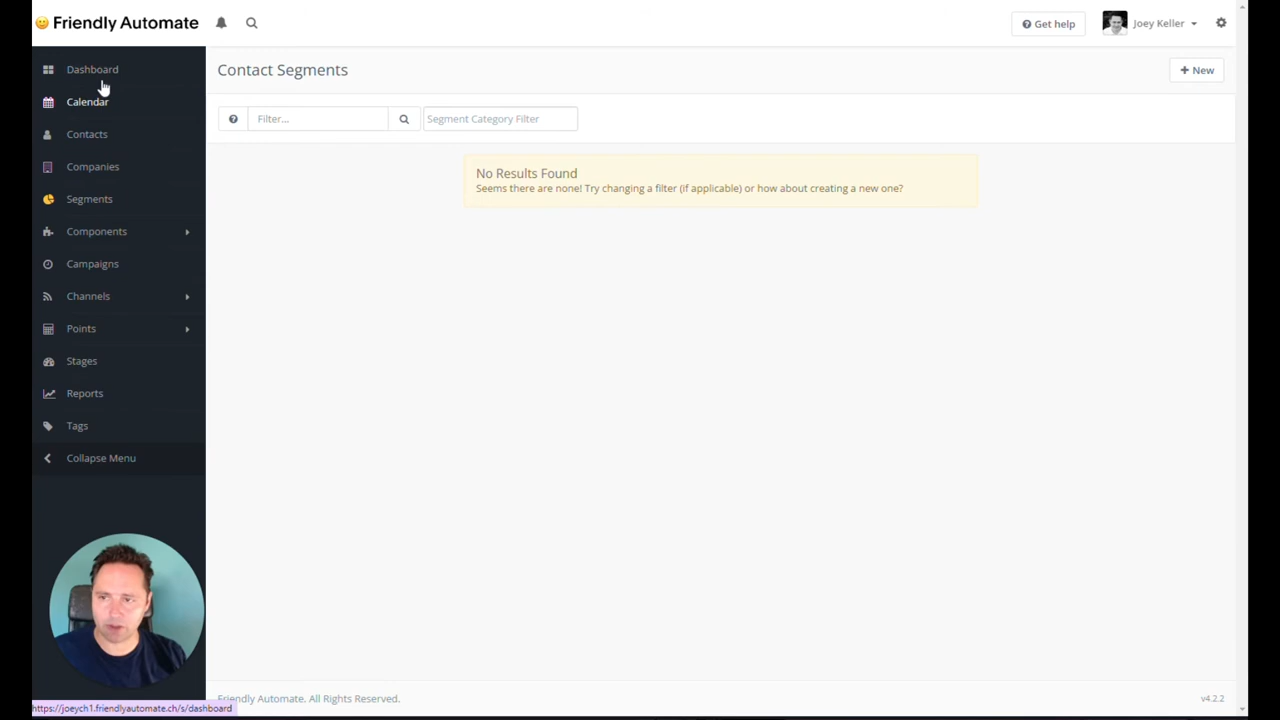 Friendly Automate
Get help
Joey Keller
Dashboard
Calendar
Contacts
Companies
Segments
Components
Campaigns
Channels
Points
Stages
Reports
Tags
Collapse Menu
Contact Segments
+ New
Filter...
Segment Category Filter
No Results Found
Seems there are none! Try changing a filter (if applicable) or how about creating a new one?
Friendly Automate. All Rights Reserved.
v4.2.2
https://joeych1.friendlyautomate.ch/s/dashboard